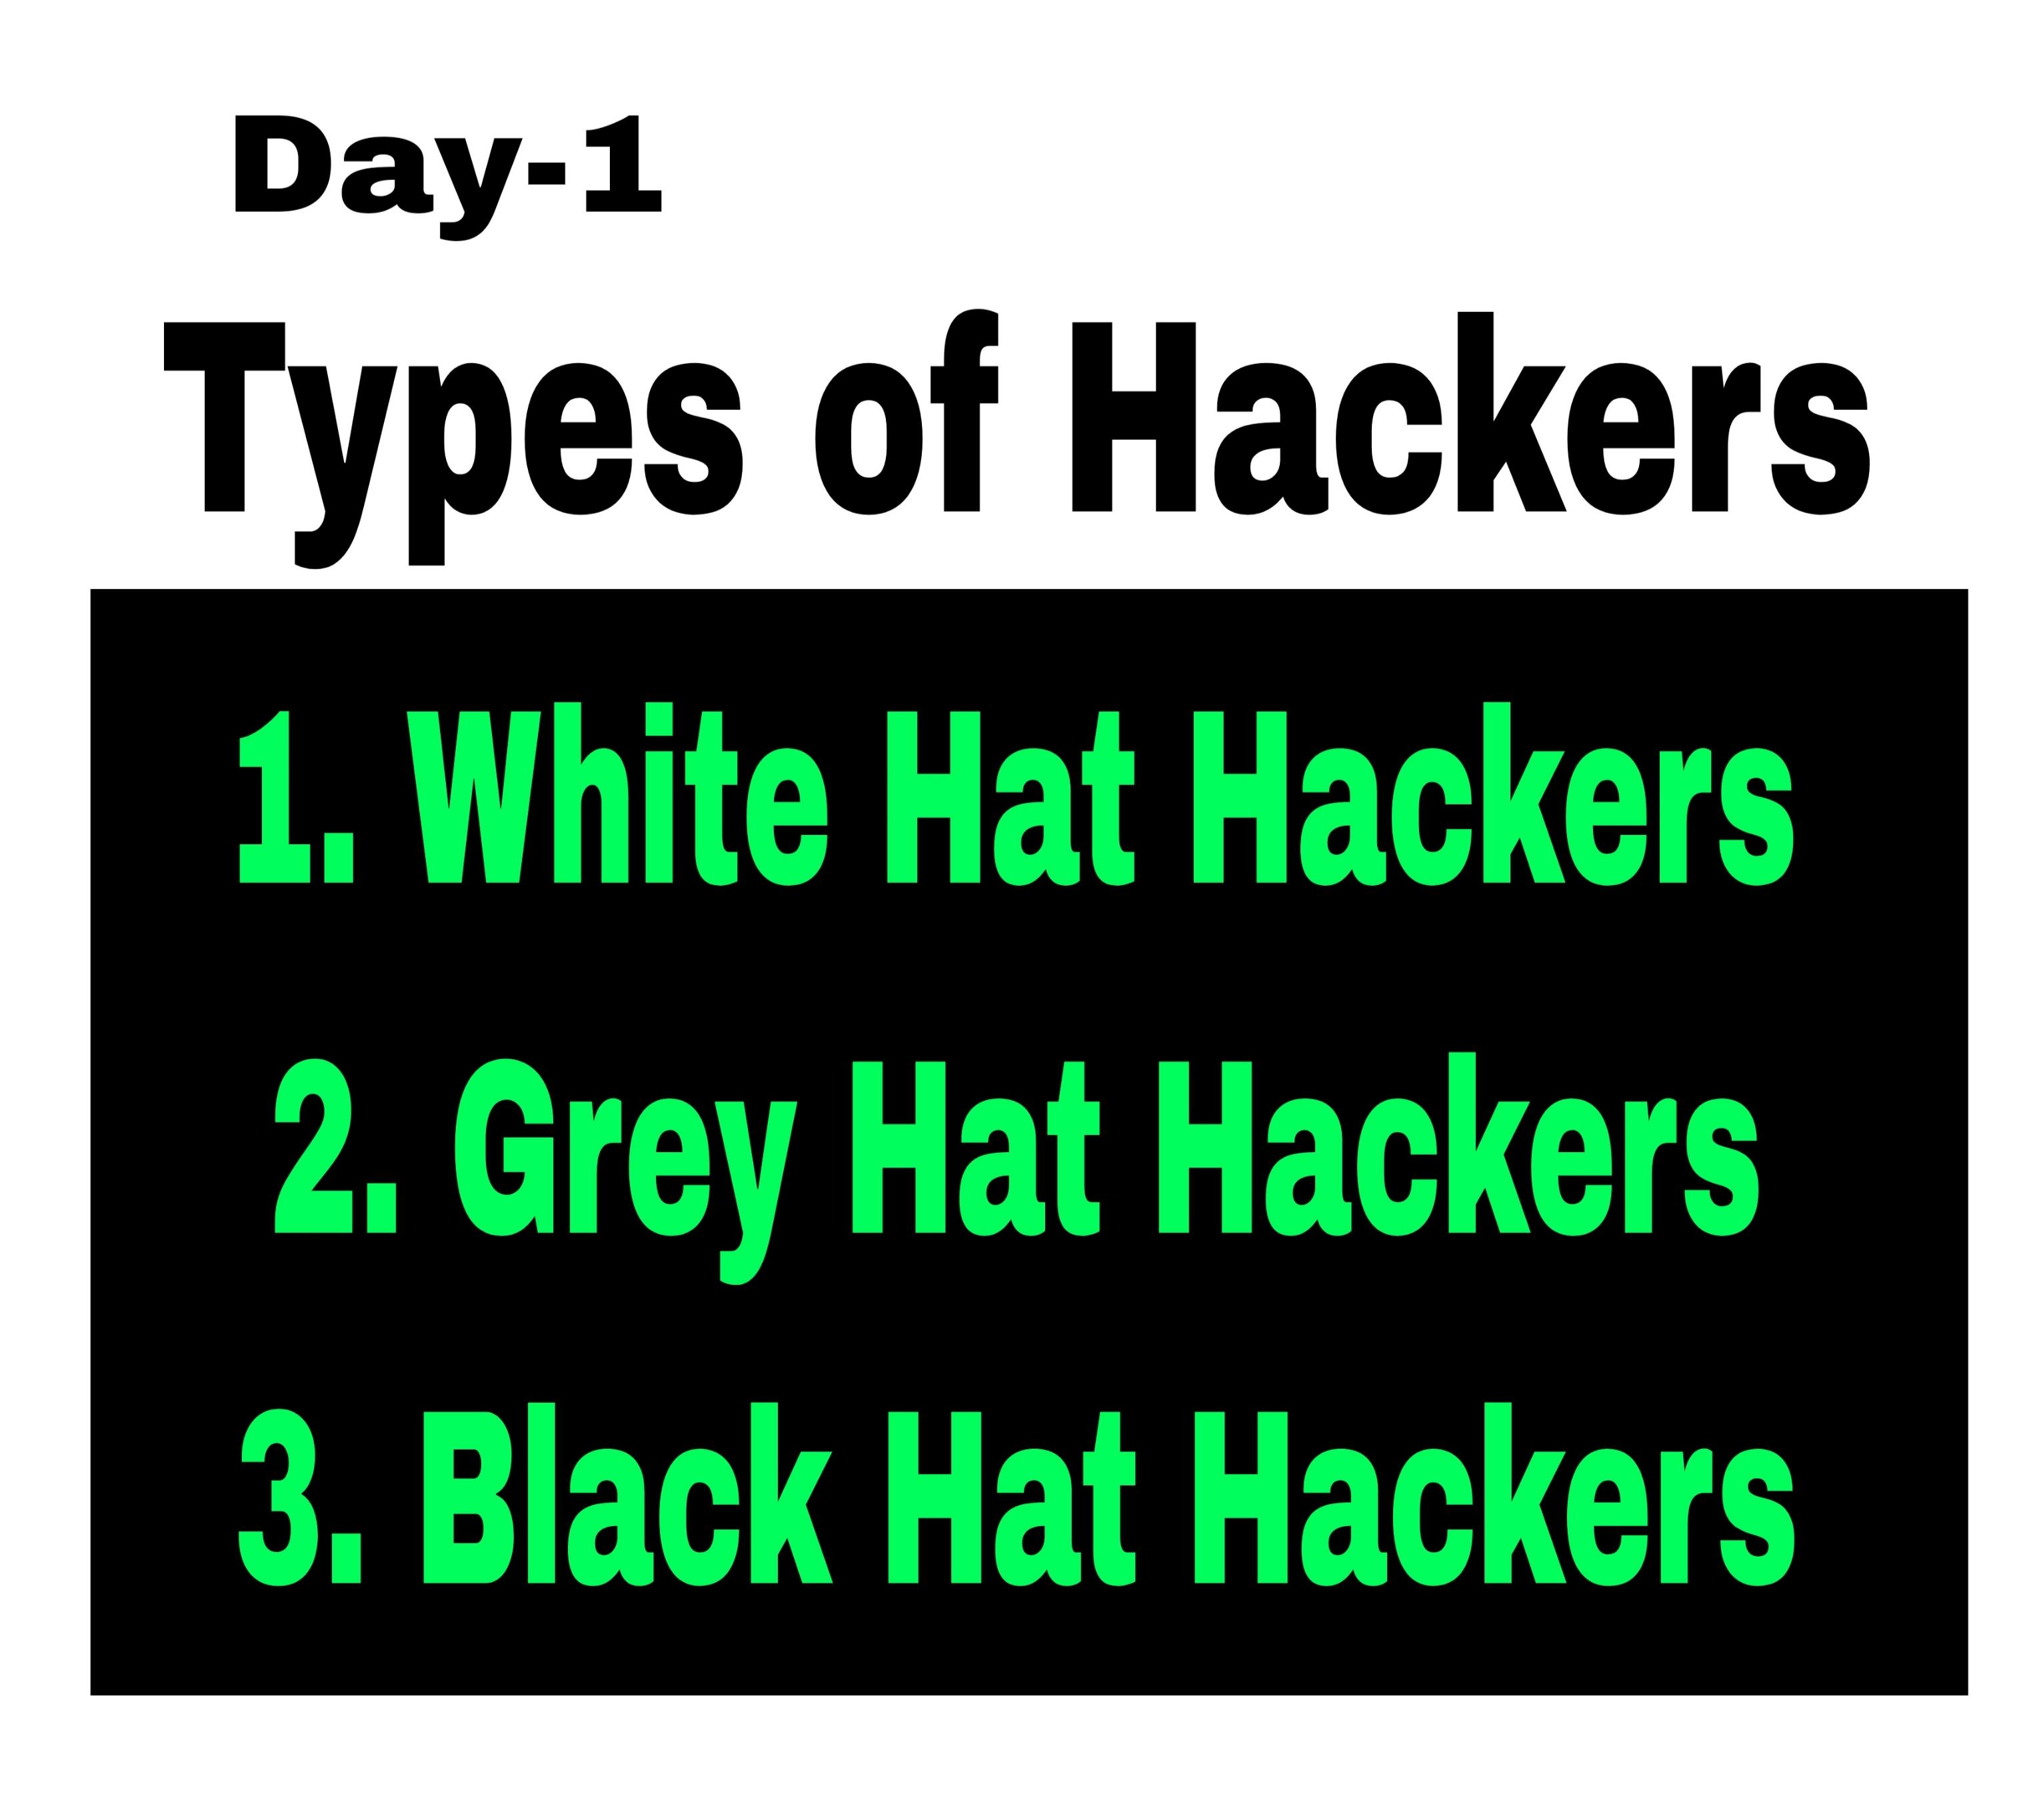 Day-1
Types of Hackers
1. White Hat Hackers
2. Grey Hat Hackers
3. Black Hat Hackers